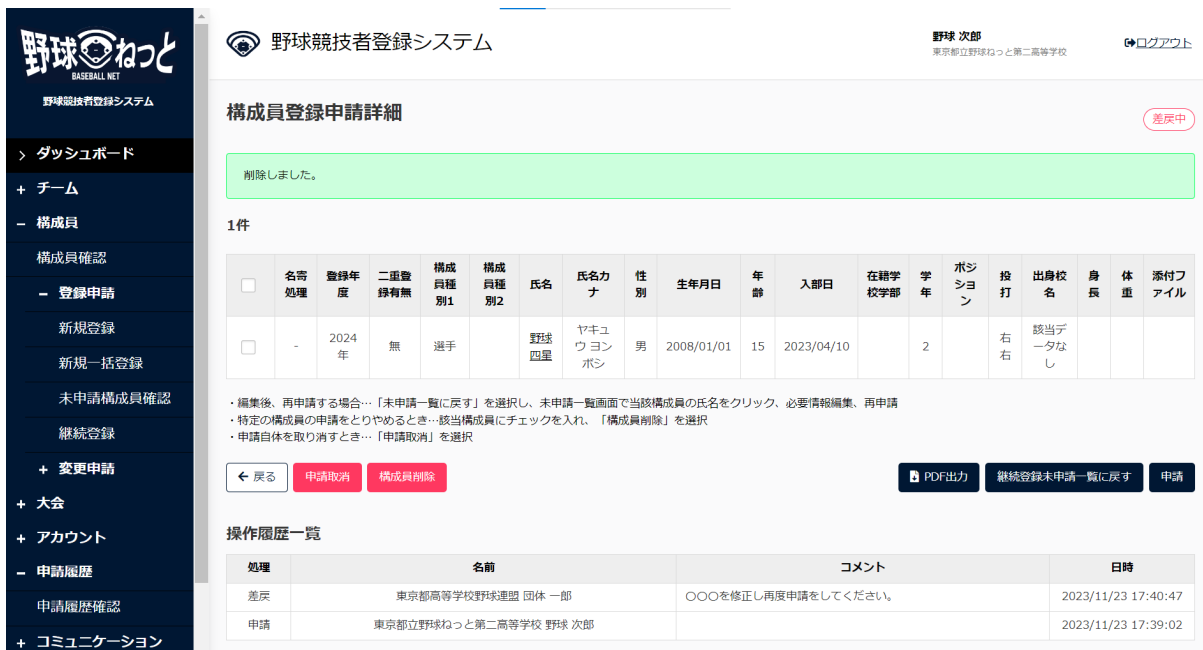 野球ねっと
BASEBALL NET
野球競技者登録システム
> ダッシュボード
+ チーム
− 構成員
構成員確認
− 登録申請
新規登録
新規一括登録
未申請構成員確認
継続登録
+ 変更申請
+ 大会
+ アカウント
− 申請履歴
申請履歴確認
+ コミュニケーション
野球競技者登録システム
野球 次郎
東京都立野球ねっと第二高等学校
ログアウト
構成員登録申請詳細
差戻中
削除しました。
1件
名寄処理 登録年度 二重登録有無 構成員種別1 構成員種別2 氏名 氏名カナ 性別 生年月日 年齢 入部日 在籍学校学部 学年 ポジション 投打 出身校名 身長 体重 添付ファイル
- 2024年 無 選手 野球四星 ヤキュウ ヨンボシ 男 2008/01/01 15 2023/04/10 2 右右 該当データなし
・編集後、再申請する場合…「未申請一覧に戻す」を選択し、未申請一覧画面で当該構成員の氏名をクリック、必要情報編集、再申請
・特定の構成員の申請をとりやめるとき…該当構成員にチェックを入れ、「構成員削除」を選択
・申請自体を取り消すとき…「申請取消」を選択
← 戻る 申請取消 構成員削除 PDF出力 継続登録未申請一覧に戻す 申請
操作履歴一覧
処理 名前 コメント 日時
差戻 東京都高等学校野球連盟 団体 一郎 〇〇〇を修正し再度申請をしてください。 2023/11/23 17:40:47
申請 東京都立野球ねっと第二高等学校 野球 次郎 2023/11/23 17:39:02